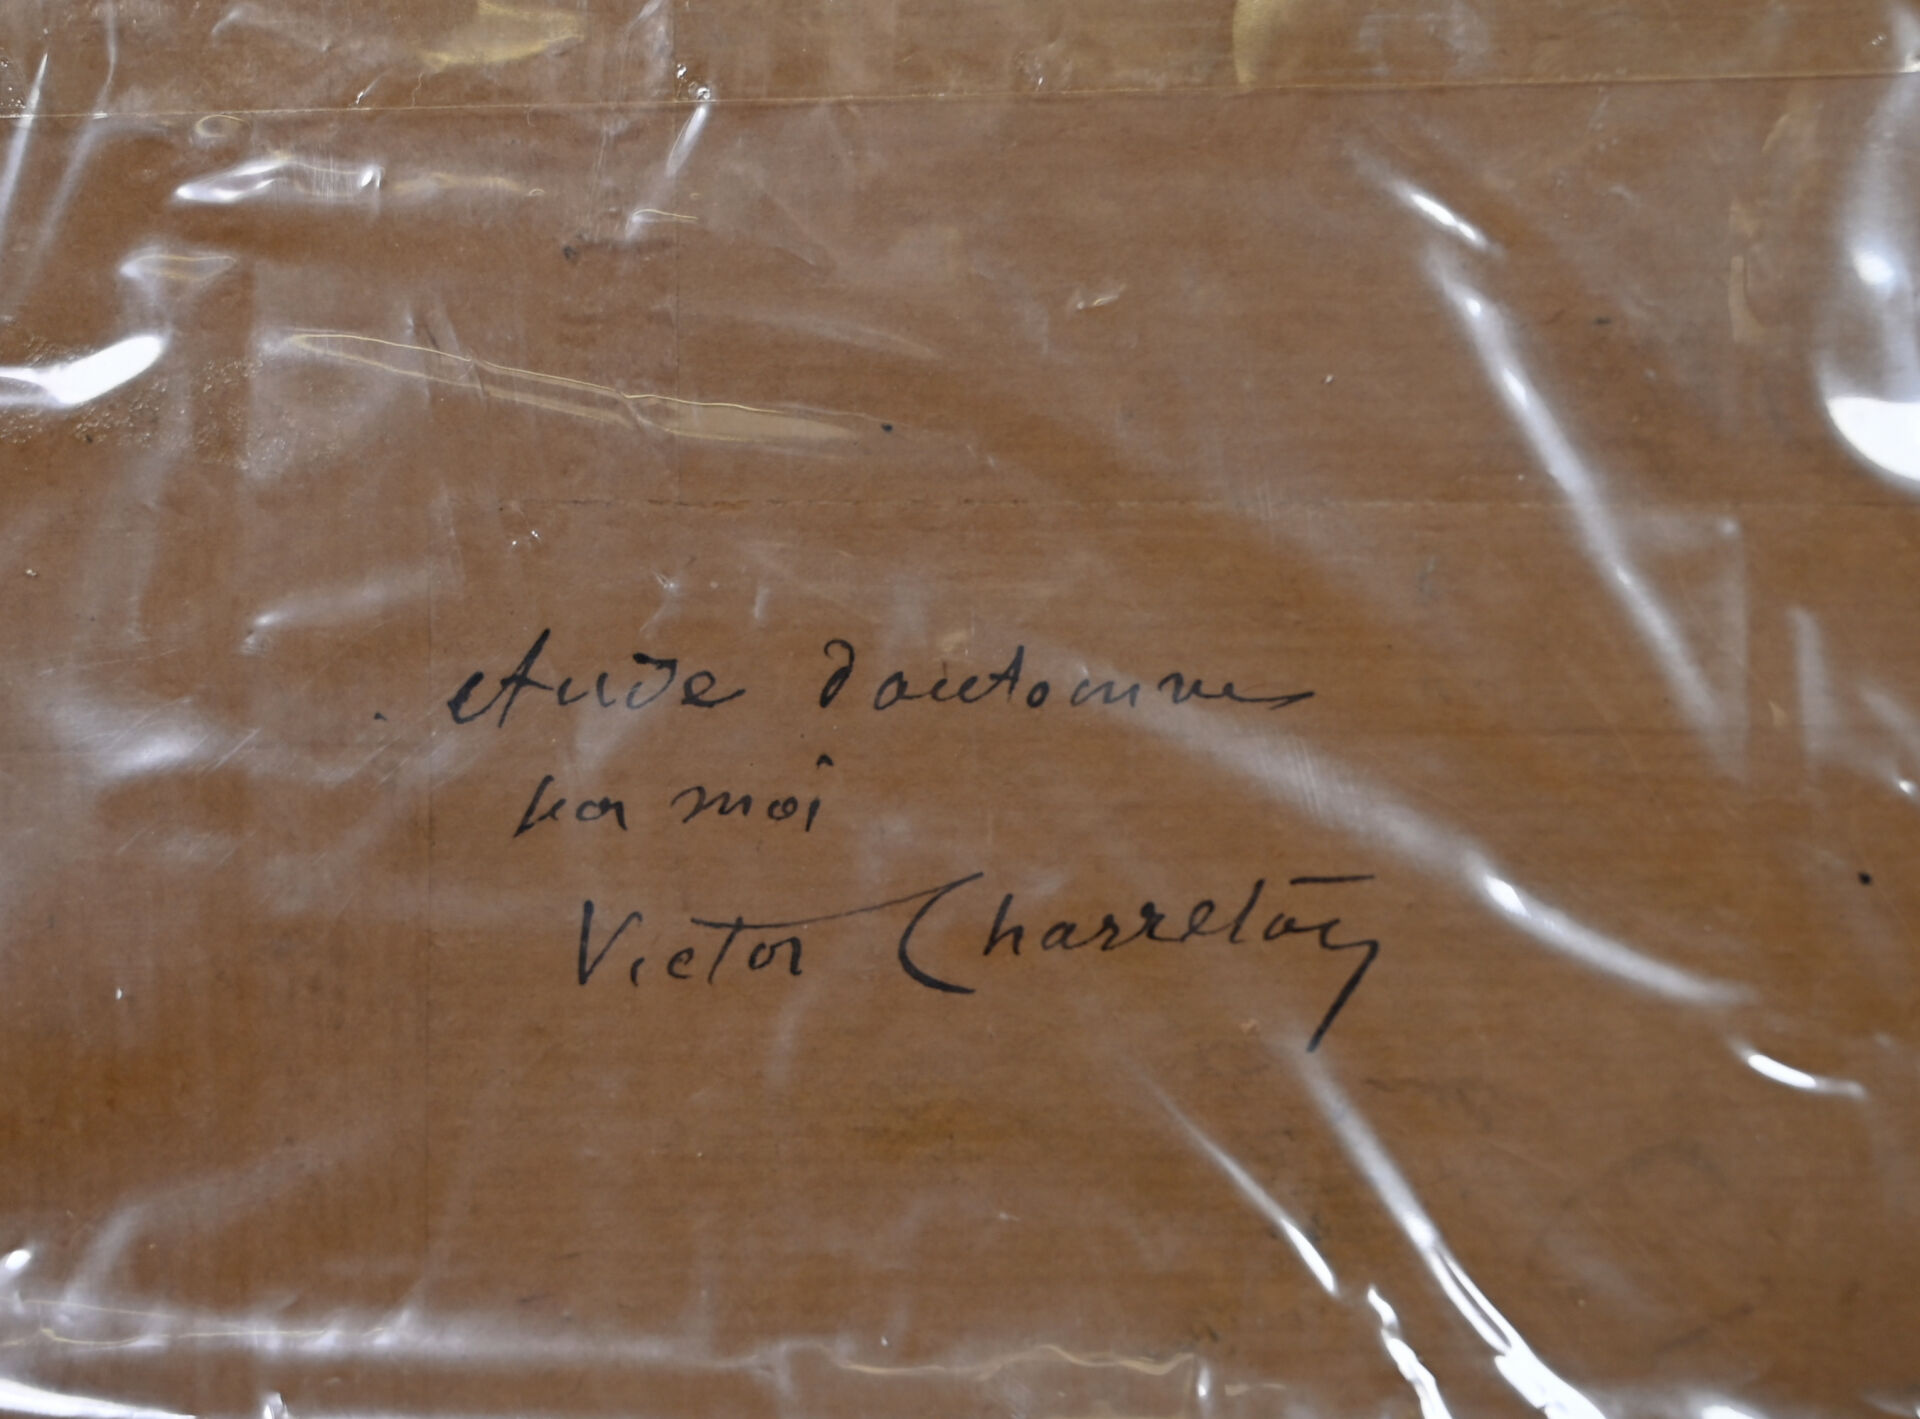 etude d'automne
par moi
Victor Charreton